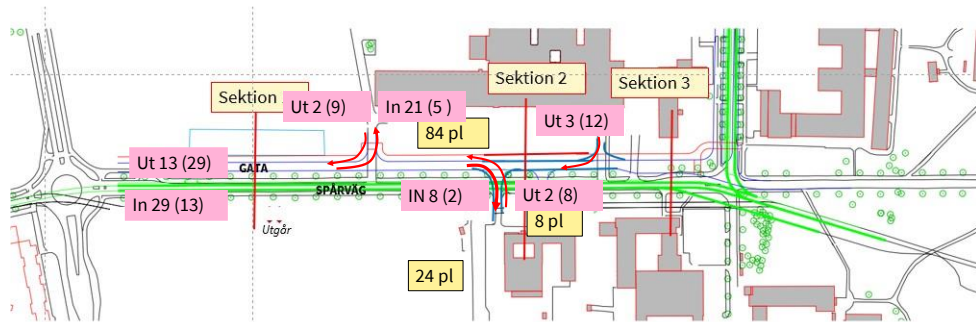 Sektion 2
Sektion 3
Sektion
Ut 2 (9)
In 21 (5 )
Ut 3 (12)
84 pl
Ut 13 (29)
GATA
SPÅRVÄG
In 29 (13)
IN 8 (2)
Ut 2 (8)
8 pl
Utgår
24 pl